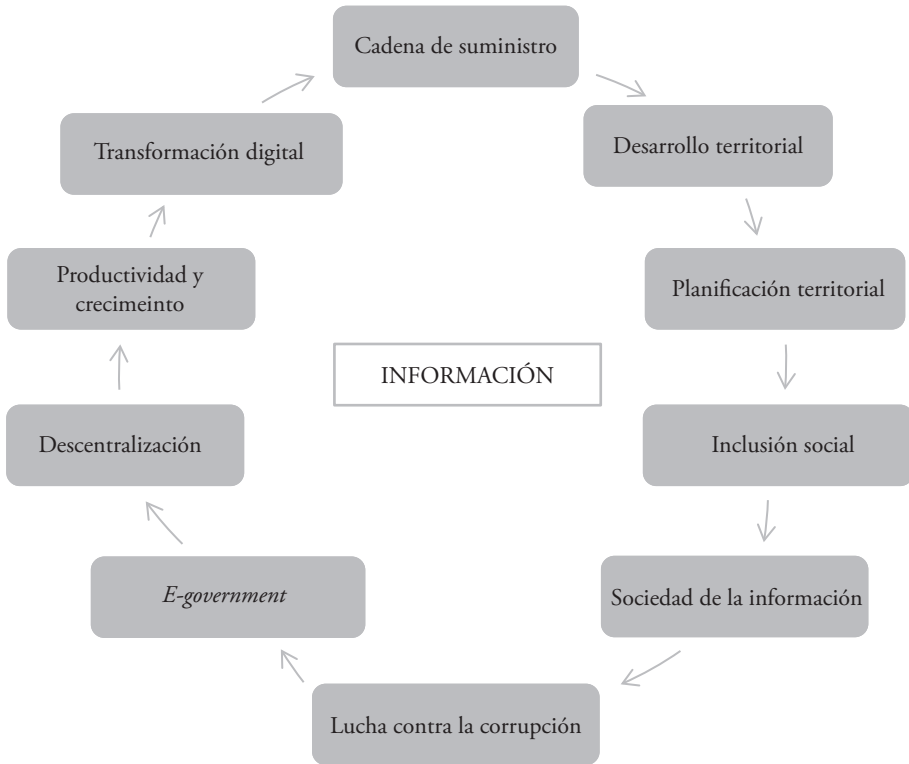 Cadena de suministro
Desarrollo territorial
Planificación territorial
Inclusión social
Sociedad de la información
Lucha contra la corrupción
E-government
Descentralización
Productividad y
crecimeinto
Transformación digital
INFORMACIÓN